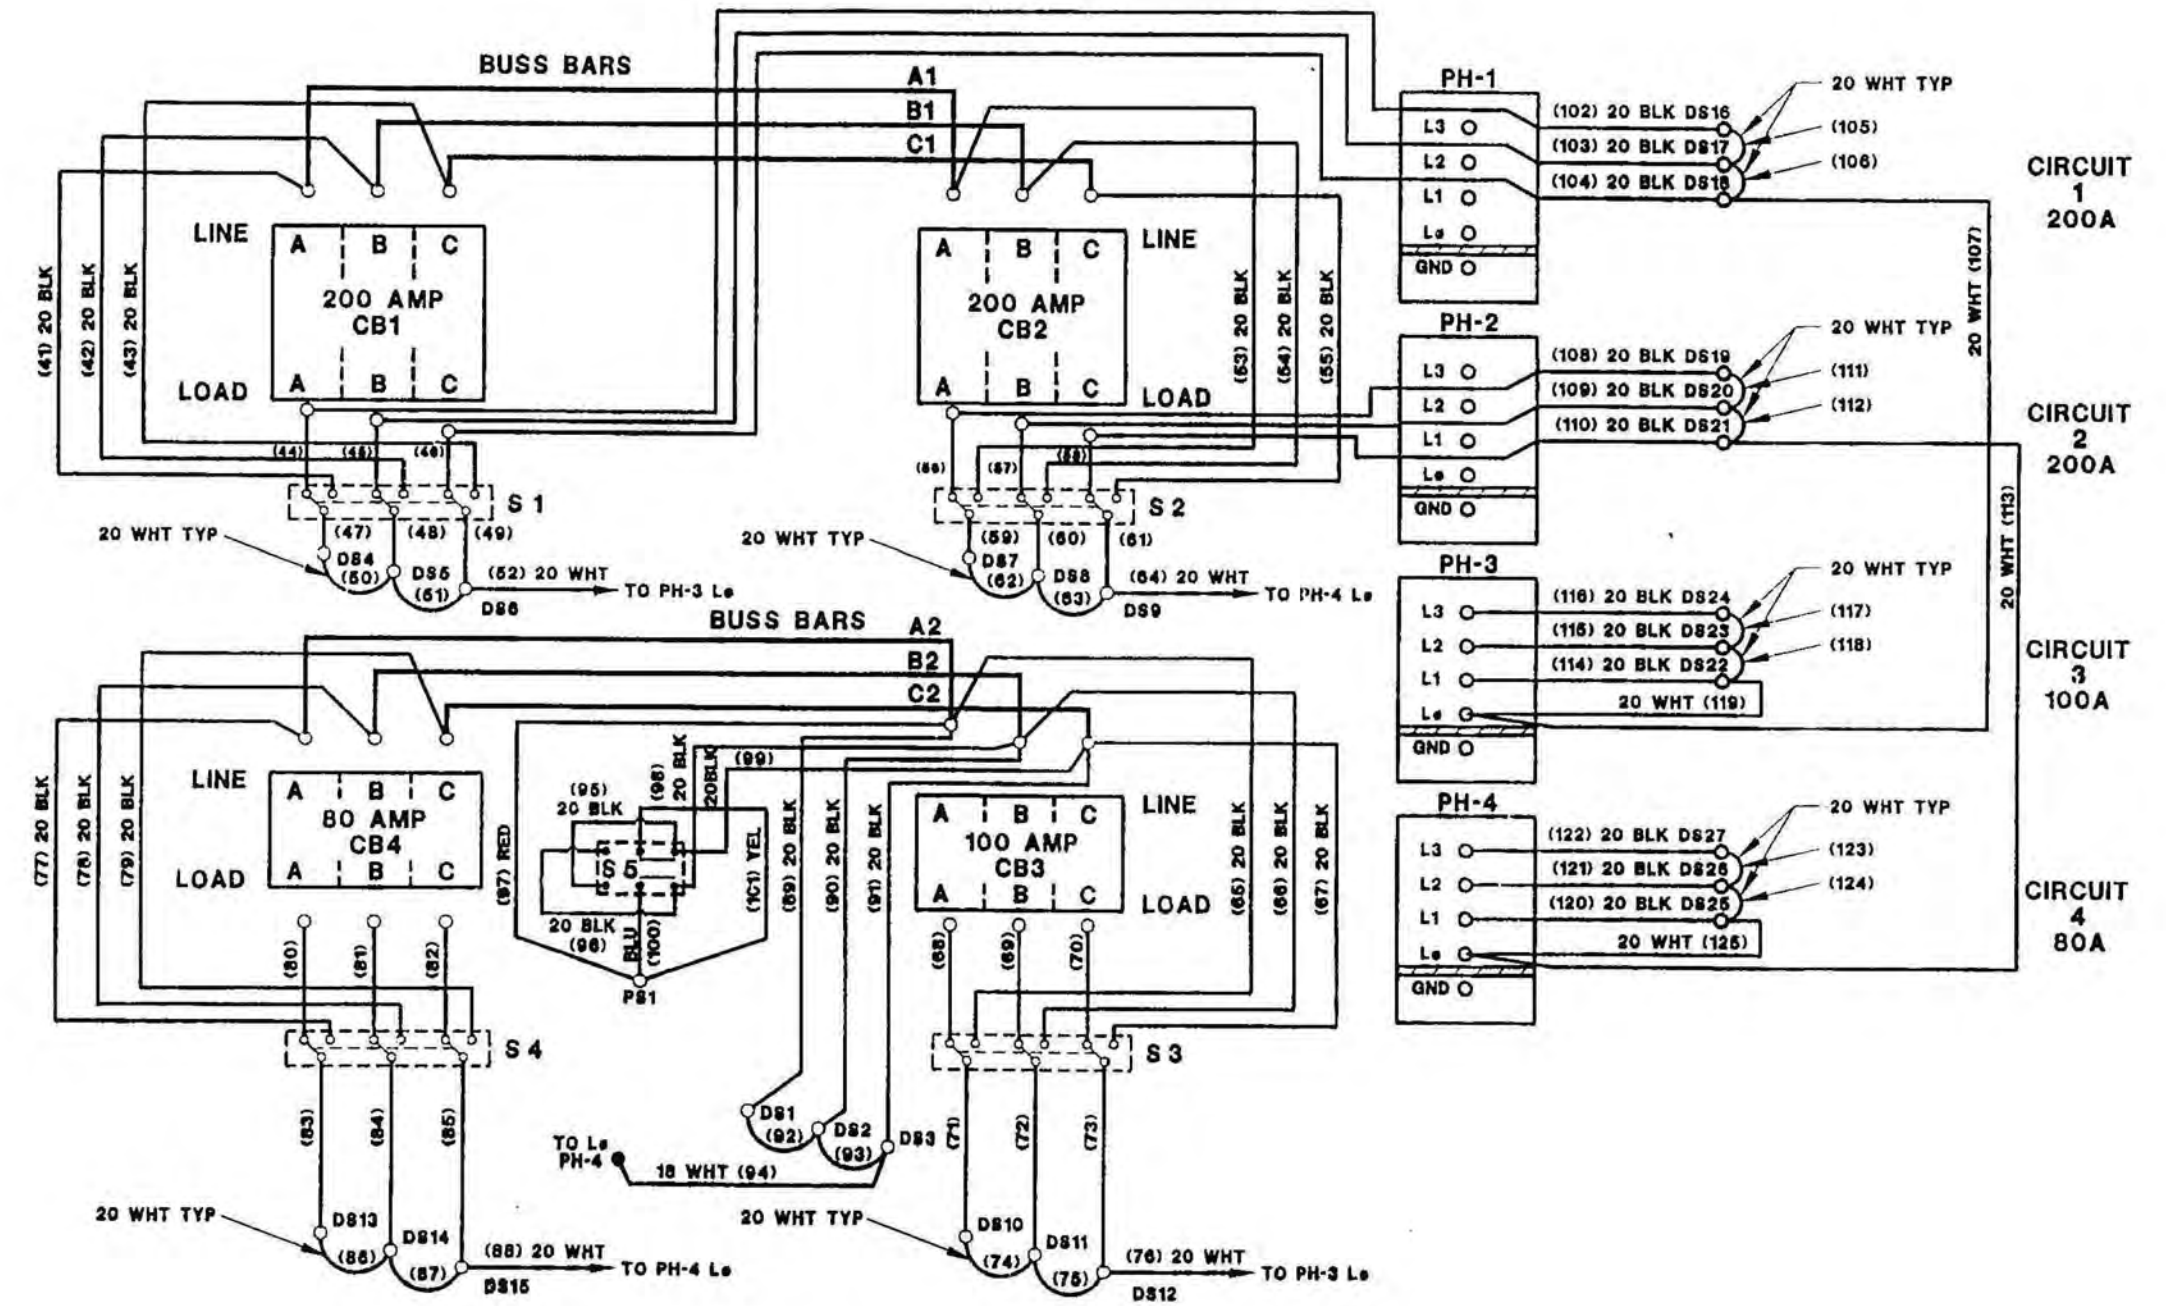 BUSS BARS
A1
B1
C1
LINE
A B C
200 AMP
CB1
A B C
LOAD
(41) 20 BLK
(42) 20 BLK
(43) 20 BLK
(44)
(45)
(46)
S 1
20 WHT TYP
(47)
(48)
(49)
DS4
(50)
DS5
(51)
(52) 20 WHT
TO PH-3 Lo
DS6
LINE
A B C
200 AMP
CB2
A B C
LOAD
(53) 20 BLK
(54) 20 BLK
(55) 20 BLK
(56)
(57)
(58)
S 2
20 WHT TYP
(59)
(60)
(61)
DS7
(62)
DS8
(63)
(64) 20 WHT
TO PH-4 Lo
DS9
BUSS BARS
A2
B2
C2
LINE
A B C
80 AMP
CB4
A B C
LOAD
(77) 20 BLK
(78) 20 BLK
(79) 20 BLK
(80)
(81)
(82)
S 4
(83)
(84)
(85)
20 WHT TYP
DS13
(86)
DS14
(87)
(88) 20 WHT
TO PH-4 Lo
DS15
(97) RED
(95)
20 BLK
(98)
20 BLK
20BLK
(99)
S 5
20 BLK
(96)
BLU
(100)
PS1
(101) YEL
(89) 20 BLK
(90) 20 BLK
(91) 20 BLK
DS1
(92)
DS2
(93)
DS3
TO Lo
PH-4
18 WHT (94)
LINE
A B C
100 AMP
CB3
A B C
LOAD
(65) 20 BLK
(66) 20 BLK
(67) 20 BLK
(68)
(69)
(70)
S 3
(71)
(72)
(73)
20 WHT TYP
DS10
(74)
DS11
(75)
(76) 20 WHT
TO PH-3 Lo
DS12
PH-1
L3
L2
L1
Lo
GND
(102) 20 BLK DS16
(103) 20 BLK DS17
(104) 20 BLK DS18
20 WHT TYP
(105)
(106)
20 WHT (107)
CIRCUIT
1
200A
PH-2
L3
L2
L1
Lo
GND
(108) 20 BLK DS19
(109) 20 BLK DS20
(110) 20 BLK DS21
20 WHT TYP
(111)
(112)
20 WHT (113)
CIRCUIT
2
200A
PH-3
L3
L2
L1
Lo
GND
(116) 20 BLK DS24
(115) 20 BLK DS23
(114) 20 BLK DS22
20 WHT (119)
20 WHT TYP
(117)
(118)
CIRCUIT
3
100A
PH-4
L3
L2
L1
Lo
GND
(122) 20 BLK DS27
(121) 20 BLK DS26
(120) 20 BLK DS25
20 WHT (125)
20 WHT TYP
(123)
(124)
CIRCUIT
4
80A